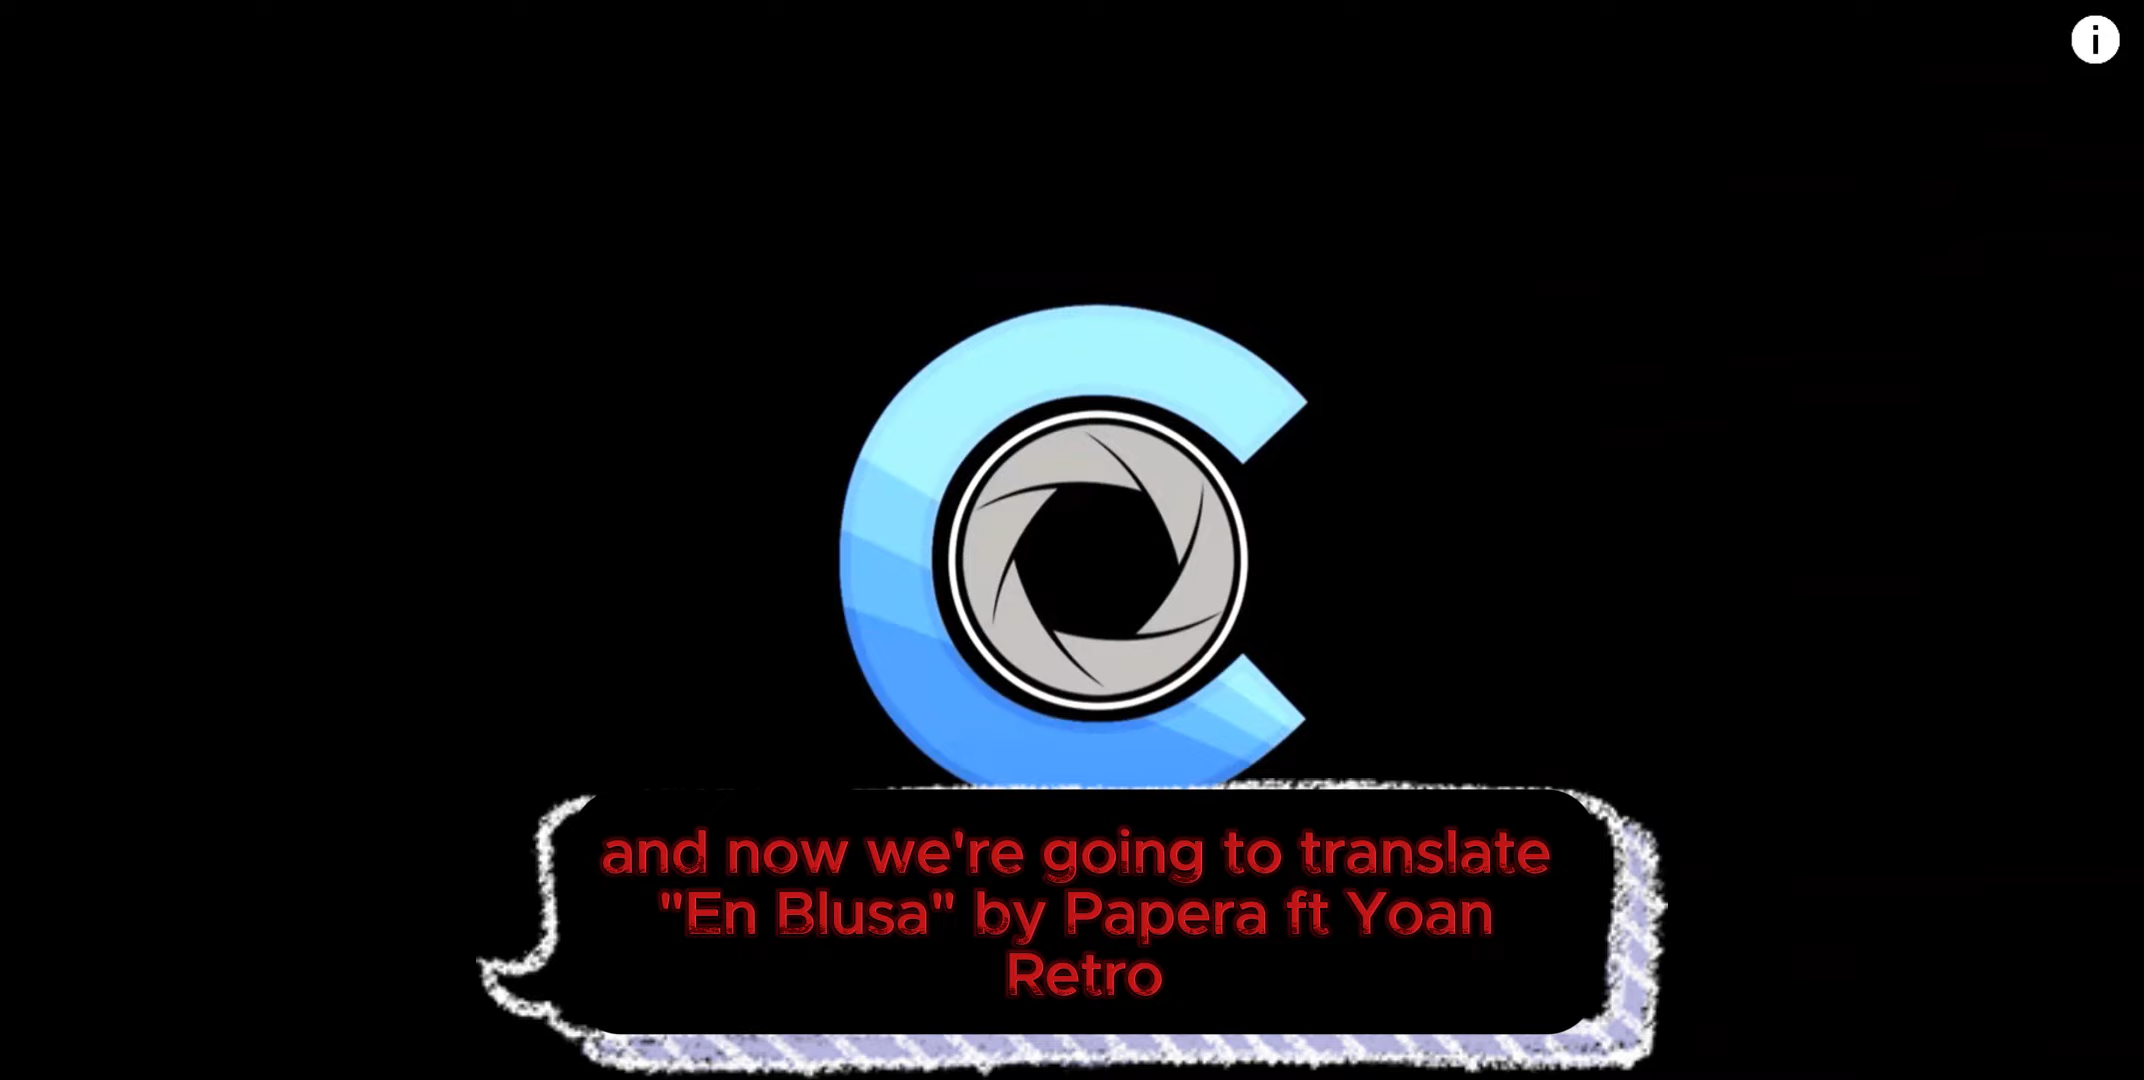 i
and now we're going to translate
"En Blusa" by Papera ft Yoan
Retro